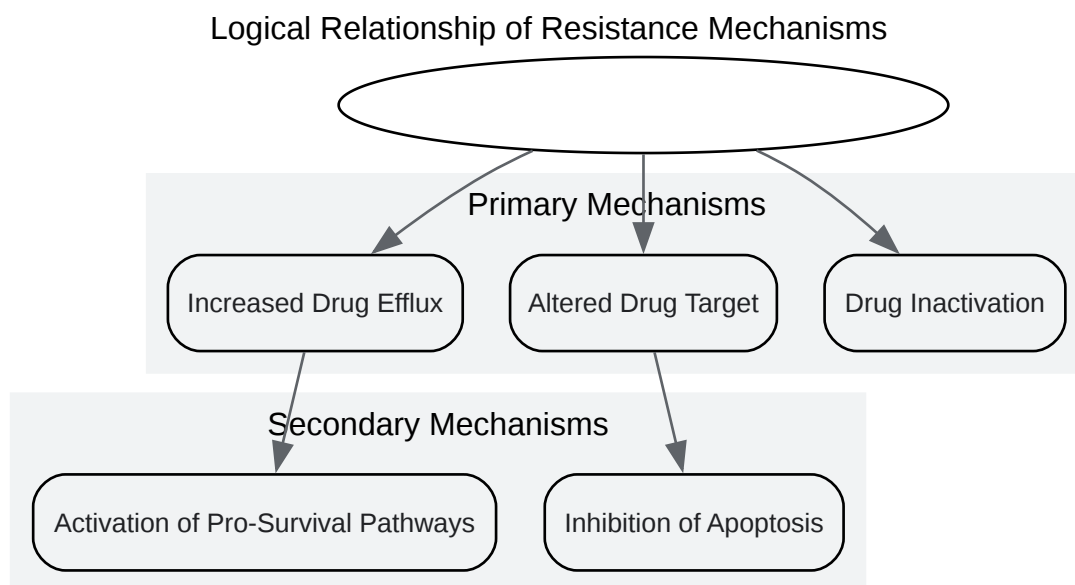 Logical Relationship of Resistance Mechanisms
Primary Mechanisms
Increased Drug Efflux
Altered Drug Target
Drug Inactivation
Secondary Mechanisms
Activation of Pro-Survival Pathways
Inhibition of Apoptosis